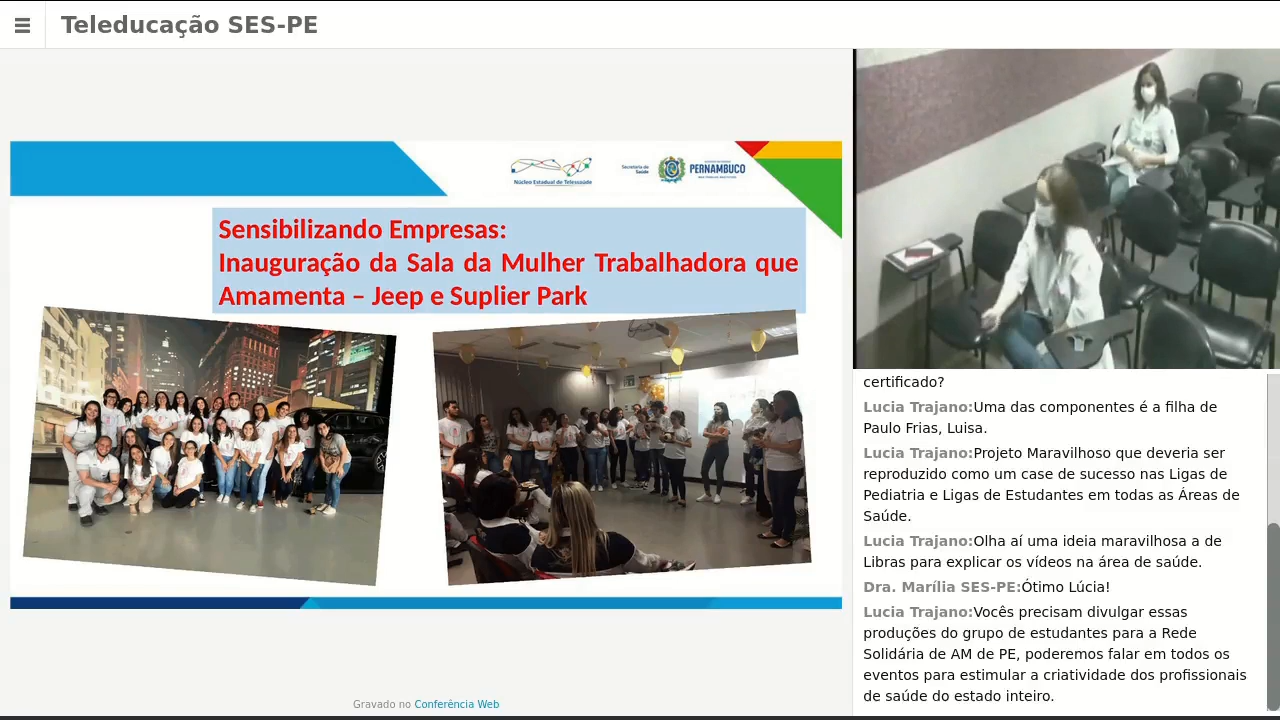 Teleducação SES-PE
Núcleo Estadual de Telessaúde
Secretaria de
Saúde
PERNAMBUCO
Sensibilizando Empresas:
Inauguração da Sala da Mulher Trabalhadora que
Amamenta – Jeep e Suplier Park
certificado?
Lucia Trajano:Uma das componentes é a filha de
Paulo Frias, Luisa.
Lucia Trajano:Projeto Maravilhoso que deveria ser
reproduzido como um case de sucesso nas Ligas de
Pediatria e Ligas de Estudantes em todas as Áreas de
Saúde.
Lucia Trajano:Olha aí uma ideia maravilhosa a de
Libras para explicar os vídeos na área de saúde.
Dra. Marília SES-PE:Ótimo Lúcia!
Lucia Trajano:Vocês precisam divulgar essas
produções do grupo de estudantes para a Rede
Solidária de AM de PE, poderemos falar em todos os
eventos para estimular a criatividade dos profissionais
de saúde do estado inteiro.
Gravado no Conferência Web